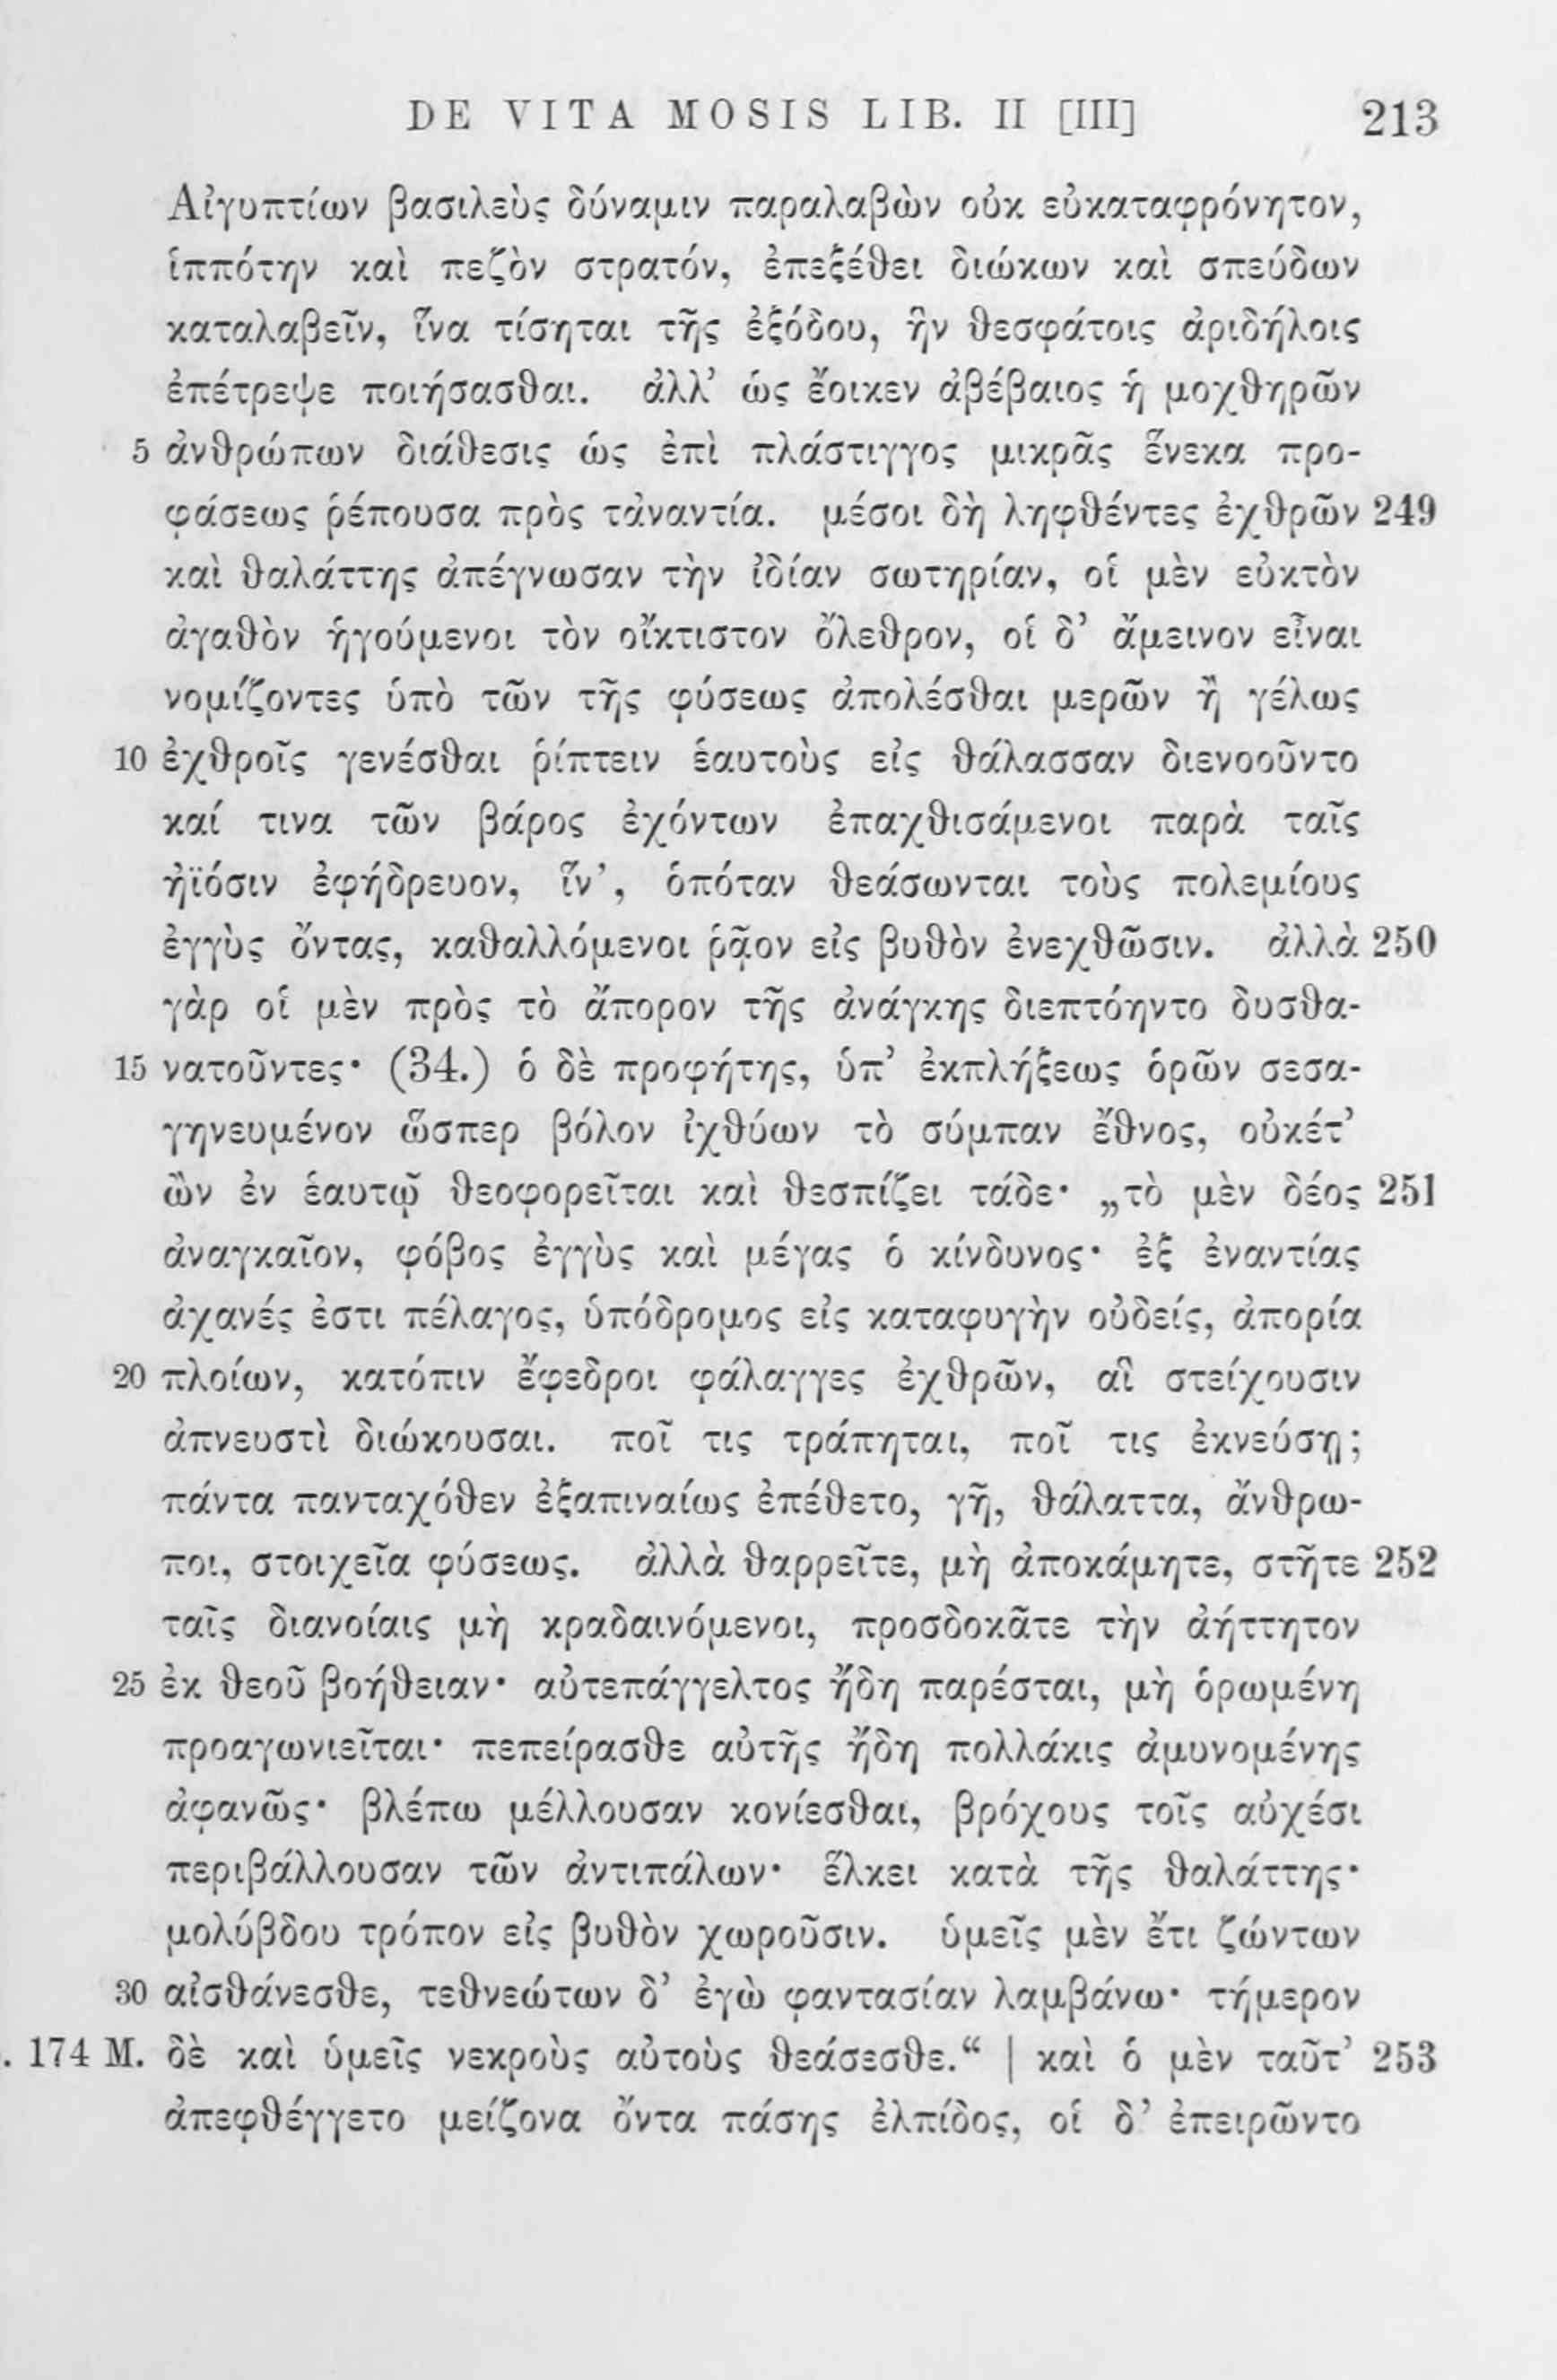 DE VITA MOSIS LIB. II [III] 213
Αἰγυπτίων βασιλεὺς δύναμιν παραλαβὼν οὐκ εὐκαταφρόνητον,
ἱππότην καὶ πεζὸν στρατόν, ἐπεξέθει διώκων καὶ σπεύδων
καταλαβεῖν, ἵνα τίσηται τῆς ἐξόδου, ἣν θεσφάτοις ἀριδήλοις
ἐπέτρεψε ποιήσασθαι. ἀλλ’ ὡς ἔοικεν ἀβέβαιος ἡ μοχθηρῶν
5 ἀνθρώπων διάθεσις ὡς ἐπὶ πλάστιγγος μικρᾶς ἕνεκα προ-
φάσεως ῥέπουσα πρὸς τἀναντία. μέσοι δὴ ληφθέντες ἐχθρῶν 249
καὶ θαλάττης ἀπέγνωσαν τὴν ἰδίαν σωτηρίαν, οἱ μὲν εὐκτὸν
ἀγαθὸν ἡγούμενοι τὸν οἴκτιστον ὄλεθρον, οἱ δ’ ἄμεινον εἶναι
νομίζοντες ὑπὸ τῶν τῆς φύσεως ἀπολέσθαι μερῶν ἢ γέλως
10 ἐχθροῖς γενέσθαι ῥίπτειν ἑαυτοὺς εἰς θάλασσαν διενοοῦντο
καί τινα τῶν βάρος ἐχόντων ἐπαχθισάμενοι παρὰ ταῖς
ἠϊόσιν ἐφήδρευον, ἵν’, ὁπόταν θεάσωνται τοὺς πολεμίους
ἐγγὺς ὄντας, καθαλλόμενοι ῥᾷον εἰς βυθὸν ἐνεχθῶσιν. ἀλλὰ 250
γὰρ οἱ μὲν πρὸς τὸ ἄπορον τῆς ἀνάγκης διεπτόηντο δυσθα-
15 νατοῦντες· (34.) ὁ δὲ προφήτης, ὑπ’ ἐκπλήξεως ὁρῶν σεσα-
γηνευμένον ὥσπερ βόλον ἰχθύων τὸ σύμπαν ἔθνος, οὐκέτ’
ὢν ἐν ἑαυτῷ θεοφορεῖται καὶ θεσπίζει τάδε· „τὸ μὲν δέος 251
ἀναγκαῖον, φόβος ἐγγὺς καὶ μέγας ὁ κίνδυνος· ἐξ ἐναντίας
ἀχανές ἐστι πέλαγος, ὑπόδρομος εἰς καταφυγὴν οὐδείς, ἀπορία
20 πλοίων, κατόπιν ἔφεδροι φάλαγγες ἐχθρῶν, αἳ στείχουσιν
ἀπνευστὶ διώκουσαι. ποῖ τις τράπηται, ποῖ τις ἐκνεύσῃ;
πάντα πανταχόθεν ἐξαπιναίως ἐπέθετο, γῆ, θάλαττα, ἄνθρω-
ποι, στοιχεῖα φύσεως. ἀλλὰ θαρρεῖτε, μὴ ἀποκάμητε, στῆτε 252
ταῖς διανοίαις μὴ κραδαινόμενοι, προσδοκᾶτε τὴν ἀήττητον
25 ἐκ θεοῦ βοήθειαν· αὐτεπάγγελτος ἤδη παρέσται, μὴ ὁρωμένη
προαγωνιεῖται· πεπείρασθε αὐτῆς ἤδη πολλάκις ἀμυνομένης
ἀφανῶς· βλέπω μέλλουσαν κονίεσθαι, βρόχους τοῖς αὐχέσι
περιβάλλουσαν τῶν ἀντιπάλων· ἕλκει κατὰ τῆς θαλάττης·
μολύβδου τρόπον εἰς βυθὸν χωροῦσιν. ὑμεῖς μὲν ἔτι ζώντων
30 αἰσθάνεσθε, τεθνεώτων δ’ ἐγὼ φαντασίαν λαμβάνω· τήμερον
. 174 M. δὲ καὶ ὑμεῖς νεκροὺς αὐτοὺς θεάσεσθε.“ | καὶ ὁ μὲν ταῦτ’ 253
ἀπεφθέγγετο μείζονα ὄντα πάσης ἐλπίδος, οἱ δ’ ἐπειρῶντο